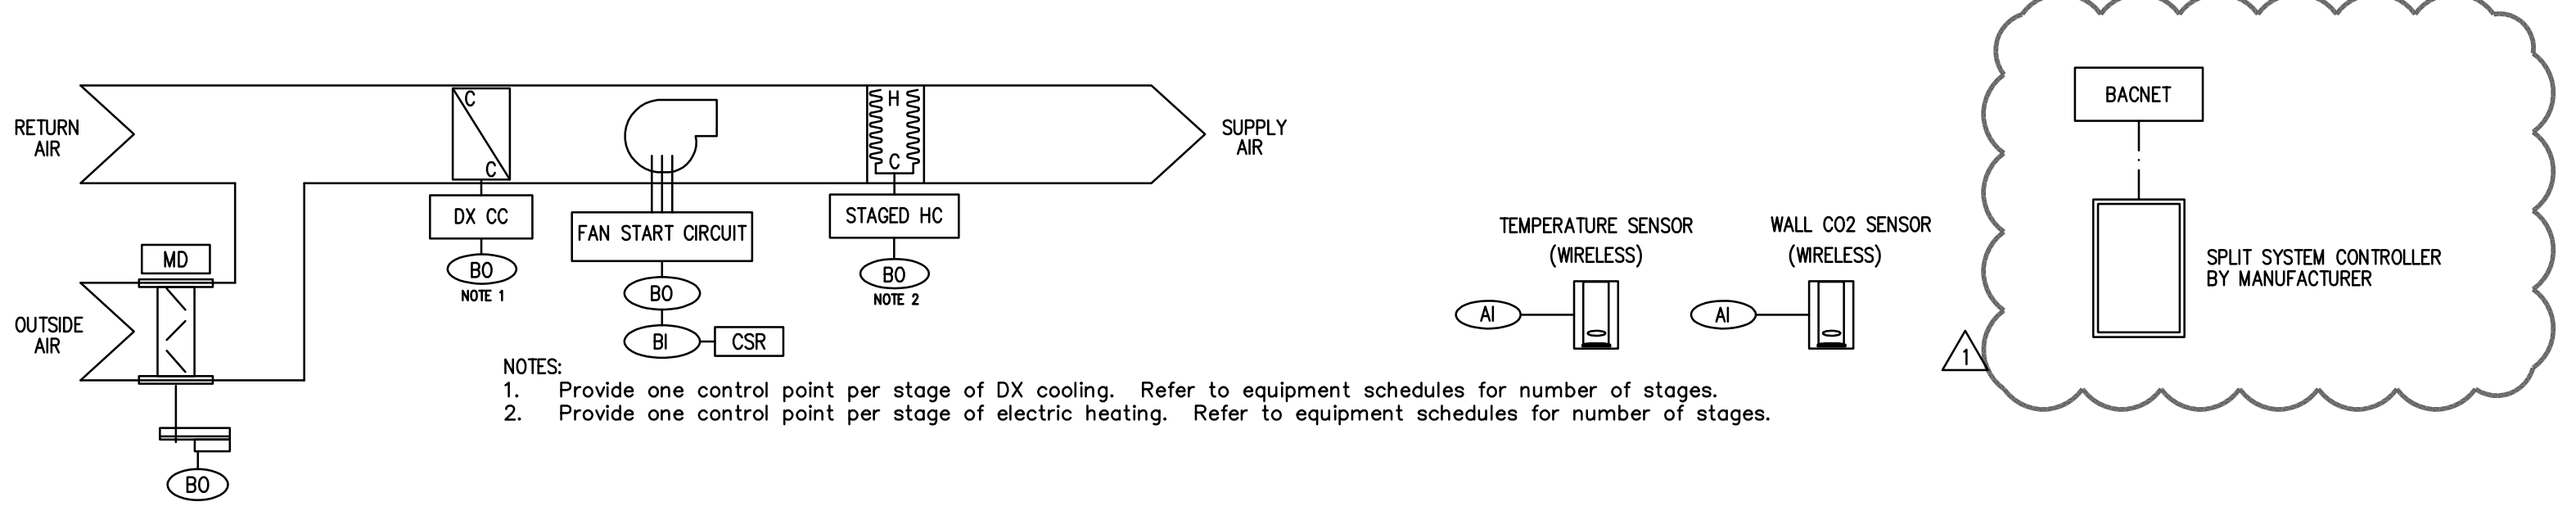 RETURN
AIR
C
C
H
C
SUPPLY
AIR
DX CC
BO
NOTE 1
FAN START CIRCUIT
BO
BI
CSR
STAGED HC
BO
NOTE 2
MD
OUTSIDE
AIR
BO
NOTES:
1. Provide one control point per stage of DX cooling. Refer to equipment schedules for number of stages.
2. Provide one control point per stage of electric heating. Refer to equipment schedules for number of stages.
TEMPERATURE SENSOR
(WIRELESS)
AI
WALL CO2 SENSOR
(WIRELESS)
AI
BACNET
SPLIT SYSTEM CONTROLLER
BY MANUFACTURER
1